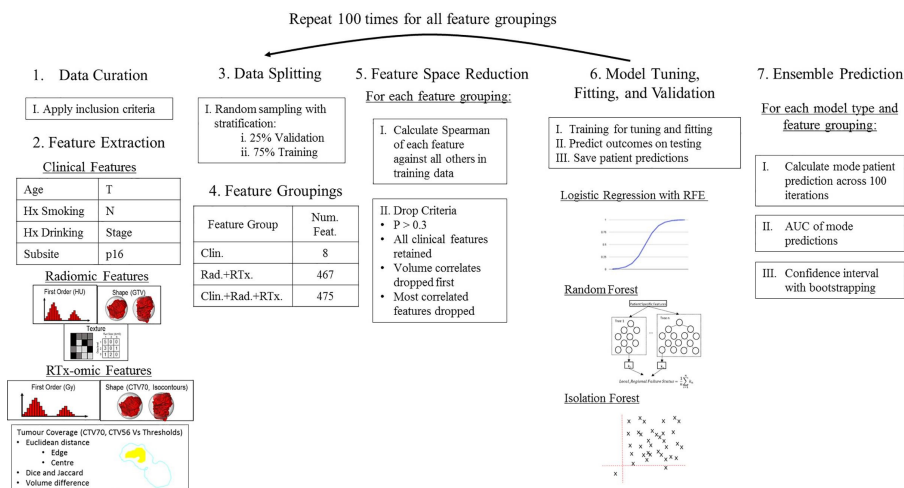 Repeat 100 times for all feature groupings
1. Data Curation
I. Apply inclusion criteria
2. Feature Extraction
Clinical Features
Age T
Hx Smoking N
Hx Drinking Stage
Subsite p16
Radiomic Features
First Order (HU) Shape (GTV)
Texture
RTx-omic Features
First Order (Gy) Shape (CTV70, Isocontours)
Tumour Coverage (CTV70, CTV56 Vs Thresholds)
• Euclidean distance
• Edge
• Centre
• Dice and Jaccard
• Volume difference
3. Data Splitting
I. Random sampling with
stratification:
i. 25% Validation
ii. 75% Training
4. Feature Groupings
Feature Group Num.
Feat.
Clin. 8
Rad.+RTx. 467
Clin.+Rad.+RTx. 475
5. Feature Space Reduction
For each feature grouping:
I. Calculate Spearman
of each feature
against all others in
training data
II. Drop Criteria
• P > 0.3
• All clinical features
retained
• Volume correlates
dropped first
• Most correlated
features dropped
6. Model Tuning,
Fitting, and Validation
I. Training for tuning and fitting
II. Predict outcomes on testing
III. Save patient predictions
Logistic Regression with RFE
Random Forest
Isolation Forest
7. Ensemble Prediction
For each model type and
feature grouping:
I. Calculate mode patient
prediction across 100
iterations
II. AUC of mode
predictions
III. Confidence interval
with bootstrapping